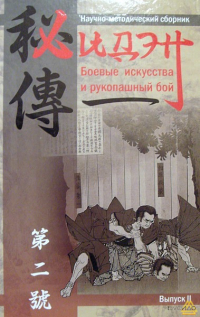 Научно-методический сборник
秘傳
ХИДЭН
Боевые искусства
и рукопашный бой
第二號
Выпуск II